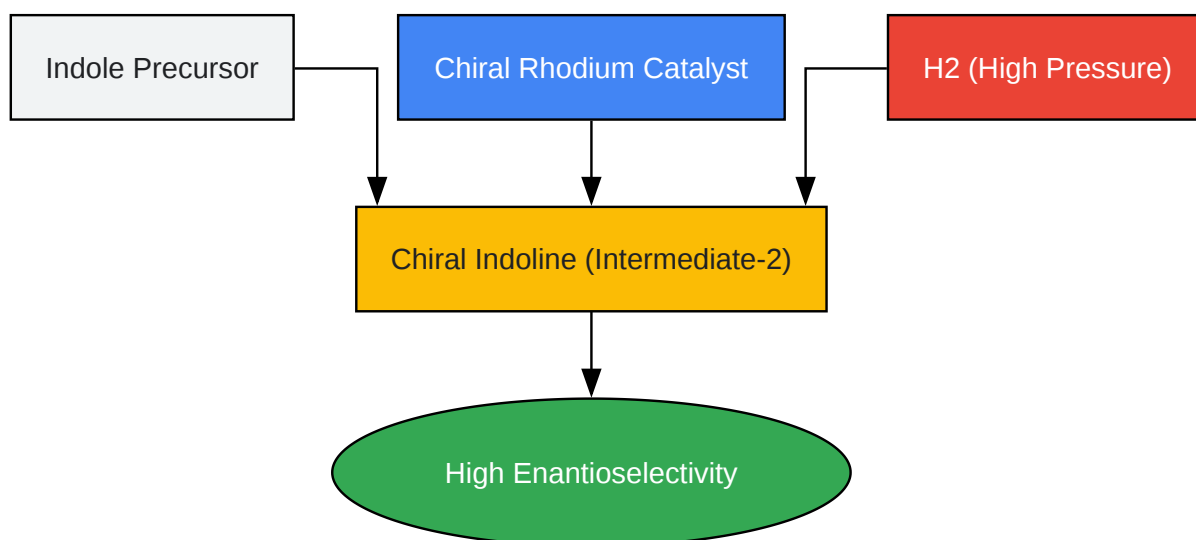 Indole Precursor
Chiral Rhodium Catalyst
H2 (High Pressure)
Chiral Indoline (Intermediate-2)
High Enantioselectivity